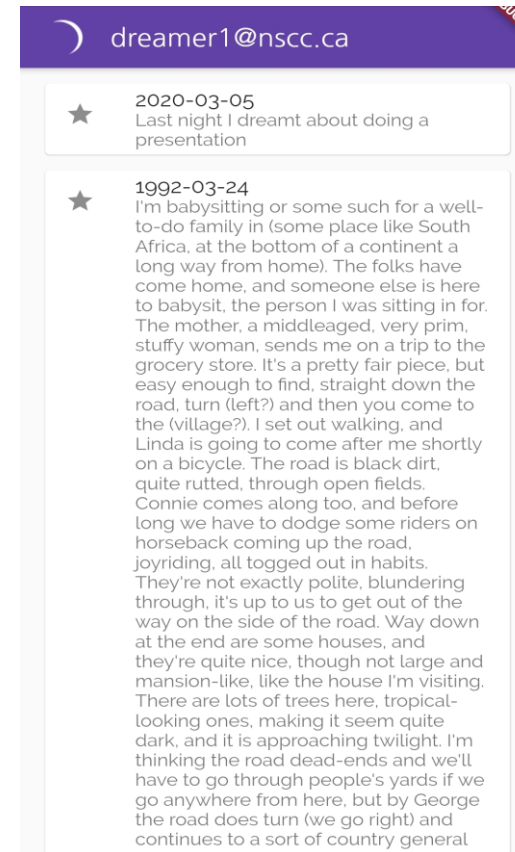 dreamer1@nscc.ca
2020-03-05
Last night I dreamt about doing a
presentation
1992-03-24
I'm babysitting or some such for a well-
to-do family in (some place like South
Africa, at the bottom of a continent a
long way from home). The folks have
come home, and someone else is here
to babysit, the person I was sitting in for.
The mother, a middleaged, very prim,
stuffy woman, sends me on a trip to the
grocery store. It's a pretty fair piece, but
easy enough to find, straight down the
road, turn (left?) and then you come to
the (village?). I set out walking, and
Linda is going to come after me shortly
on a bicycle. The road is black dirt,
quite rutted, through open fields.
Connie comes along too, and before
long we have to dodge some riders on
horseback coming up the road,
joyriding, all togged out in habits.
They're not exactly polite, blundering
through, it's up to us to get out of the
way on the side of the road. Way down
at the end are some houses, and
they're quite nice, though not large and
mansion-like, like the house I'm visiting.
There are lots of trees here, tropical-
looking ones, making it seem quite
dark, and it is approaching twilight. I'm
thinking the road dead-ends and we'll
have to go through people's yards if we
go anywhere from here, but by George
the road does turn (we go right) and
continues to a sort of country general